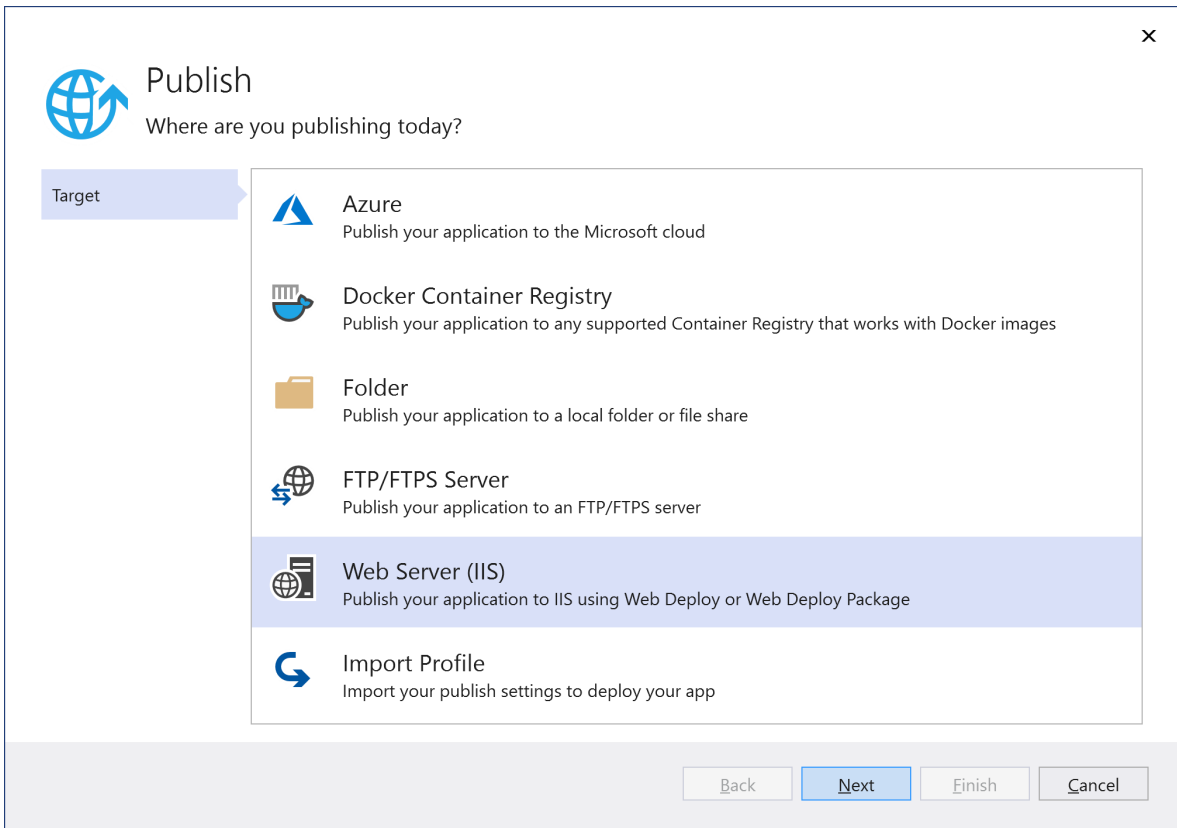 Publish
Where are you publishing today?
Target
Azure
Publish your application to the Microsoft cloud
Docker Container Registry
Publish your application to any supported Container Registry that works with Docker images
Folder
Publish your application to a local folder or file share
FTP/FTPS Server
Publish your application to an FTP/FTPS server
Web Server (IIS)
Publish your application to IIS using Web Deploy or Web Deploy Package
Import Profile
Import your publish settings to deploy your app
Back Next Finish Cancel